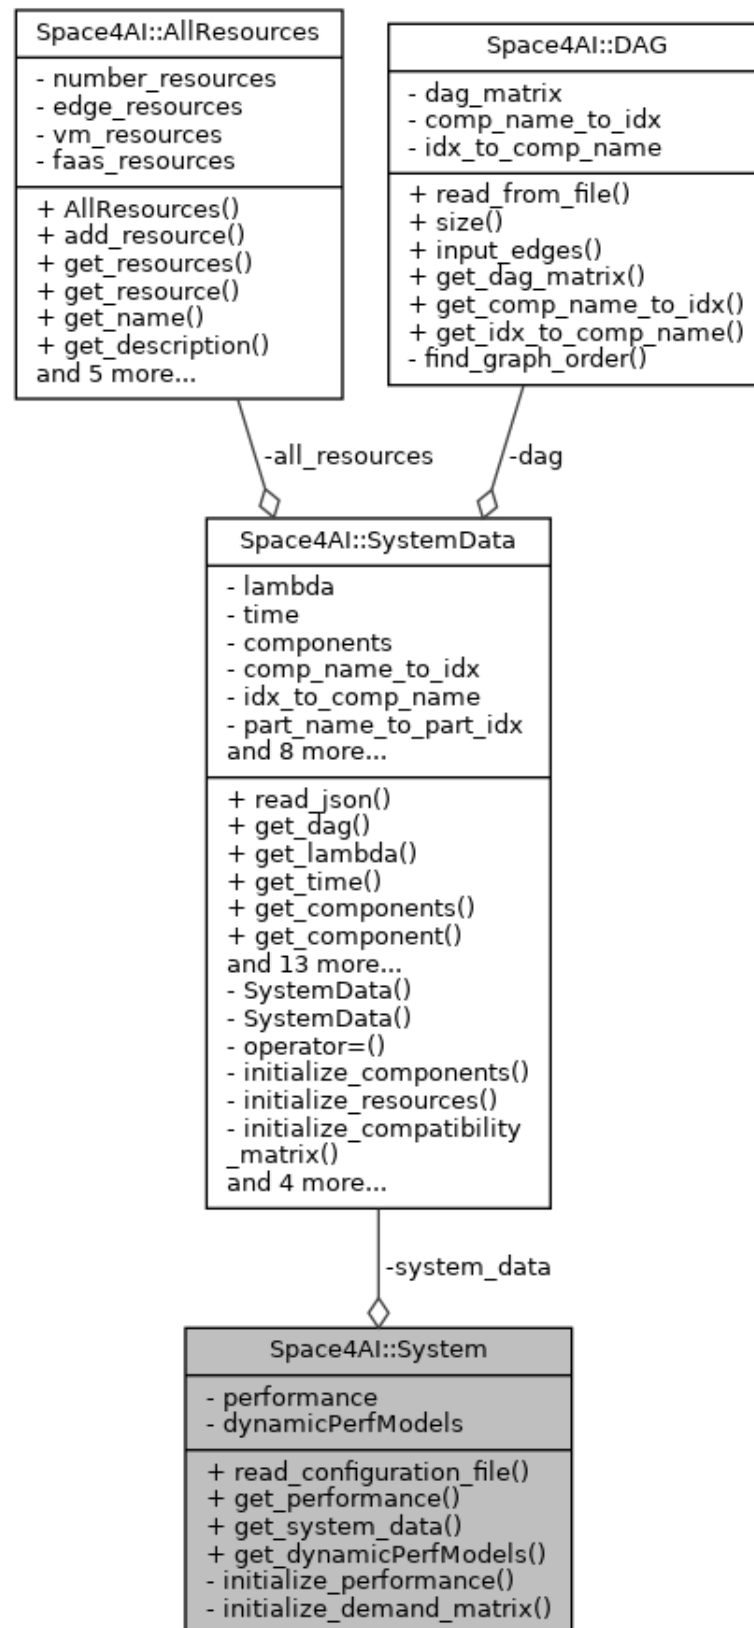 Space4AI::AllResources
- number_resources
- edge_resources
- vm_resources
- faas_resources
+ AllResources()
+ add_resource()
+ get_resources()
+ get_resource()
+ get_name()
+ get_description()
and 5 more...
Space4AI::DAG
- dag_matrix
- comp_name_to_idx
- idx_to_comp_name
+ read_from_file()
+ size()
+ input_edges()
+ get_dag_matrix()
+ get_comp_name_to_idx()
+ get_idx_to_comp_name()
- find_graph_order()
-all_resources
-dag
Space4AI::SystemData
- lambda
- time
- components
- comp_name_to_idx
- idx_to_comp_name
- part_name_to_part_idx
and 8 more...
+ read_json()
+ get_dag()
+ get_lambda()
+ get_time()
+ get_components()
+ get_component()
and 13 more...
- SystemData()
- SystemData()
- operator=()
- initialize_components()
- initialize_resources()
- initialize_compatibility
_matrix()
and 4 more...
-system_data
Space4AI::System
- performance
- dynamicPerfModels
+ read_configuration_file()
+ get_performance()
+ get_system_data()
+ get_dynamicPerfModels()
- initialize_performance()
- initialize_demand_matrix()